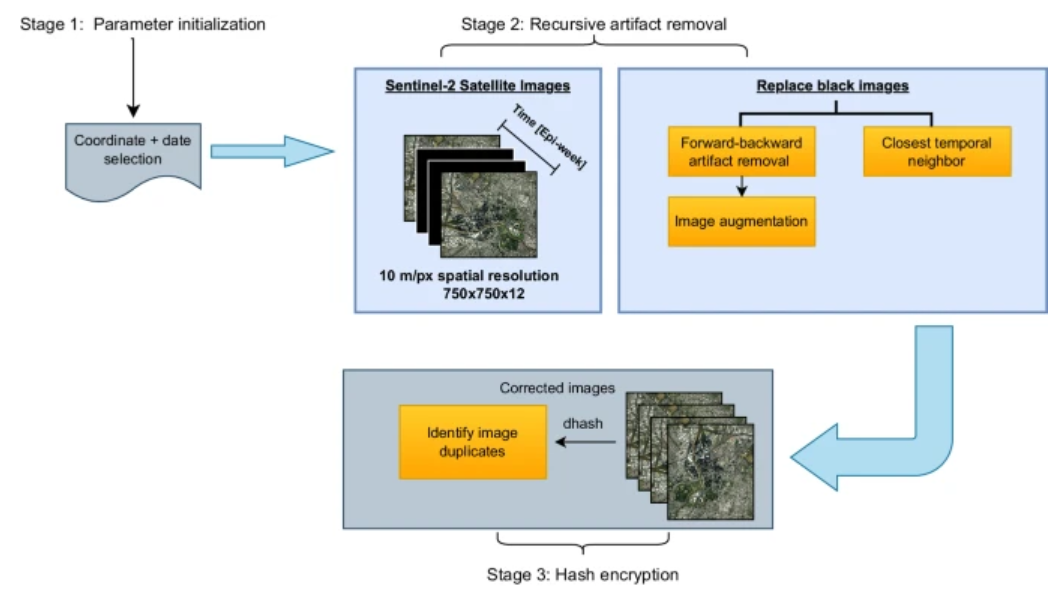 Stage 1:  Parameter initialization
Stage 2: Recursive artifact removal
Coordinate + date
selection
Sentinel-2 Satellite Images
Time [Epi-week]
10 m/px spatial resolution
750x750x12
Replace black images
Forward-backward
artifact removal
Closest temporal
neighbor
Image augmentation
Corrected images
dhash
Identify image
duplicates
Stage 3: Hash encryption